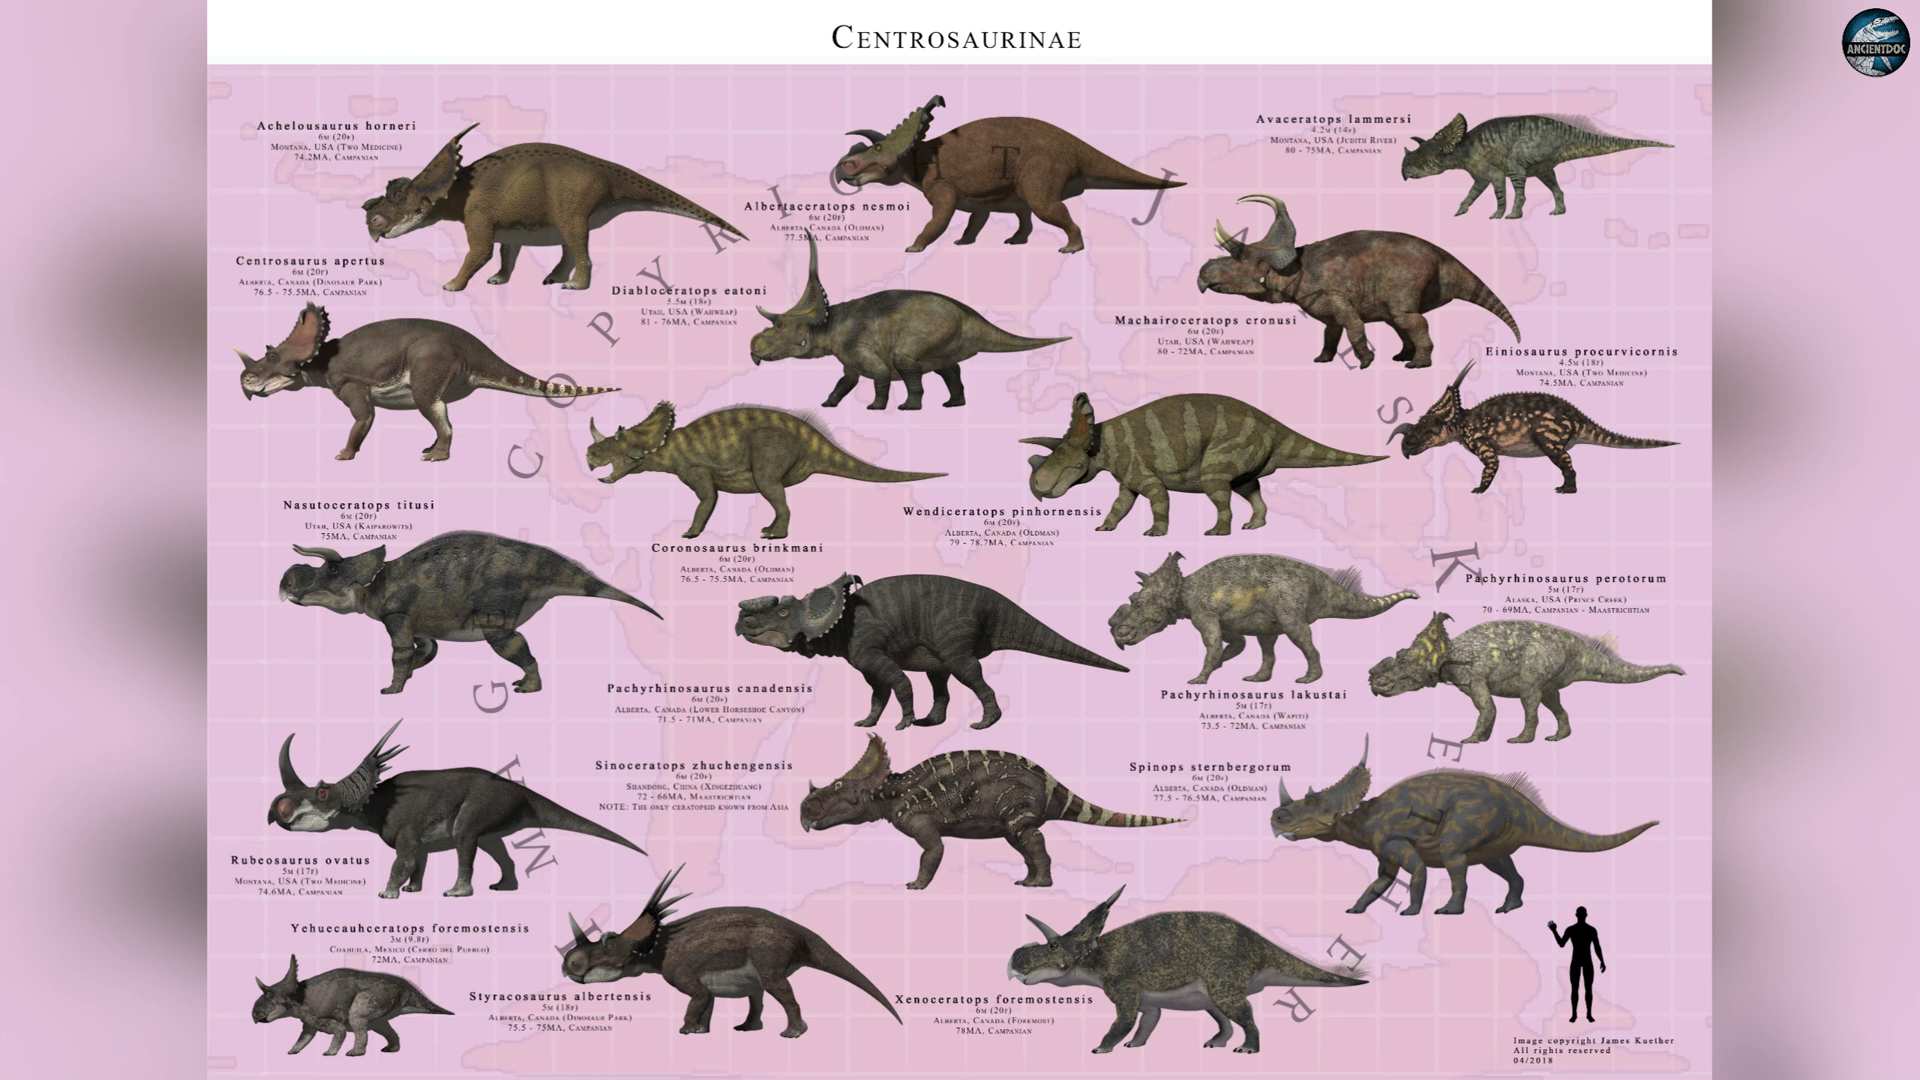 CENTROSAURINAE
ANCIENTDOC
Achelousaurus horneri
6m (20f)
Montana, USA (Two Medicine)
74.2MA, Campanian
Albertaceratops nesmoi
6m (20f)
Alberta, Canada (Oldman)
77.5MA, Campanian
Avaceratops lammersi
4.2m (14f)
Montana, USA (Judith River)
80 - 75MA, Campanian
Centrosaurus apertus
6m (20f)
Alberta, Canada (Dinosaur Park)
76.5 - 75.5MA, Campanian
Diabloceratops eatoni
5.5m (18f)
Utah, USA (Wahweap)
81 - 76MA, Campanian
Machairoceratops cronusi
6m (20f)
Utah, USA (Wahweap)
80 - 72MA, Campanian
Einiosaurus procurvicornis
4.5m (18f)
Montana, USA (Two Medicine)
74.5MA, Campanian
Nasutoceratops titusi
6m (20f)
Utah, USA (Kaiparowits)
75MA, Campanian
Coronosaurus brinkmani
6m (20f)
Alberta, Canada (Oldman)
76.5 - 75.5MA, Campanian
Wendiceratops pinhornensis
6m (20f)
Alberta, Canada (Oldman)
79 - 78.7MA, Campanian
Pachyrhinosaurus perotorum
5m (17f)
Alaska, USA (Prince Creek)
70 - 69MA, Campanian - Maastrichtian
Pachyrhinosaurus canadensis
6m (20f)
Alberta, Canada (Lower Horseshoe Canyon)
71.5 - 71MA, Campanian
Pachyrhinosaurus lakustai
5m (17f)
Alberta, Canada (Wapiti)
73.5 - 72MA, Campanian
Sinoceratops zhuchengensis
6m (20f)
Shandong, China (Xingezhuang)
72 - 66MA, Maastrichtian
NOTE: The only ceratopsid known from Asia
Spinops sternbergorum
6m (20f)
Alberta, Canada (Oldman)
77.5 - 76.5MA, Campanian
Rubeosaurus ovatus
5m (17f)
Montana, USA (Two Medicine)
74.6MA, Campanian
Yehuecauhceratops foremostensis
3m (9.8f)
Coahuila, Mexico (Cerro del Pueblo)
72MA, Campanian
Styracosaurus albertensis
5m (18f)
Alberta, Canada (Dinosaur Park)
75.5 - 75MA, Campanian
Xenoceratops foremostensis
6m (20f)
Alberta, Canada (Foremost)
78MA, Campanian
COPYRIGHT JAMES KUETHER
Image copyright James Kuether
All rights reserved
04/2018